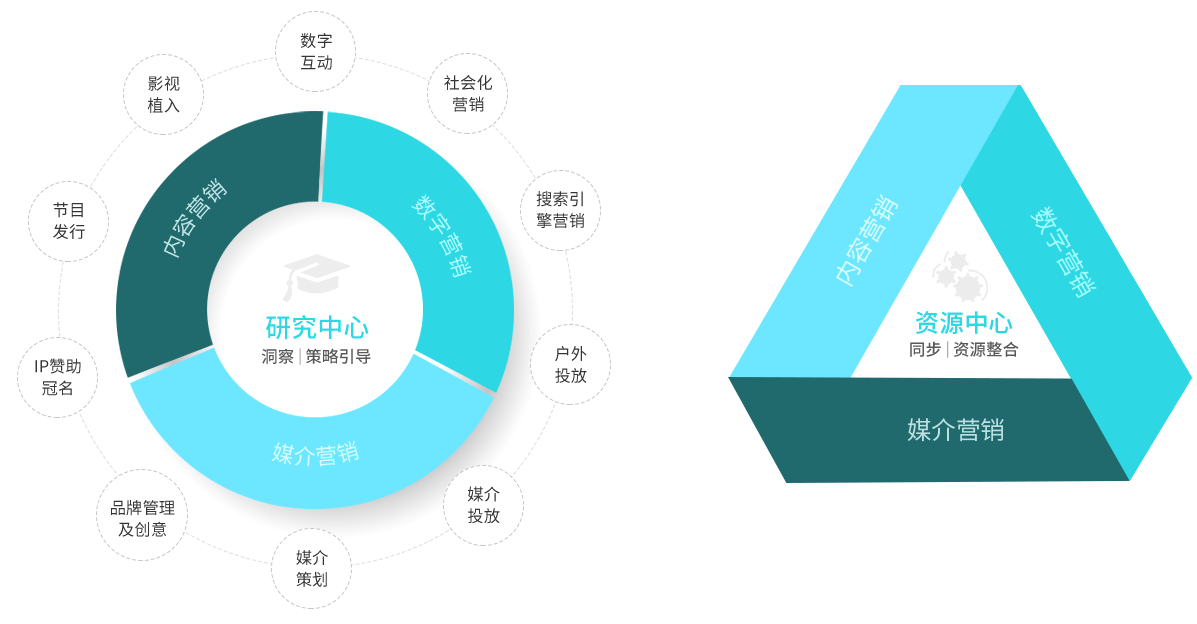 数字
互动
社会化
营销
搜索引
擎营销
户外
投放
媒介
投放
媒介
策划
品牌管理
及创意
IP赞助
冠名
节目
发行
影视
植入
内容营销
数字营销
媒介营销
研究中心
洞察|策略引导
内容营销
数字营销
媒介营销
资源中心
同步|资源整合